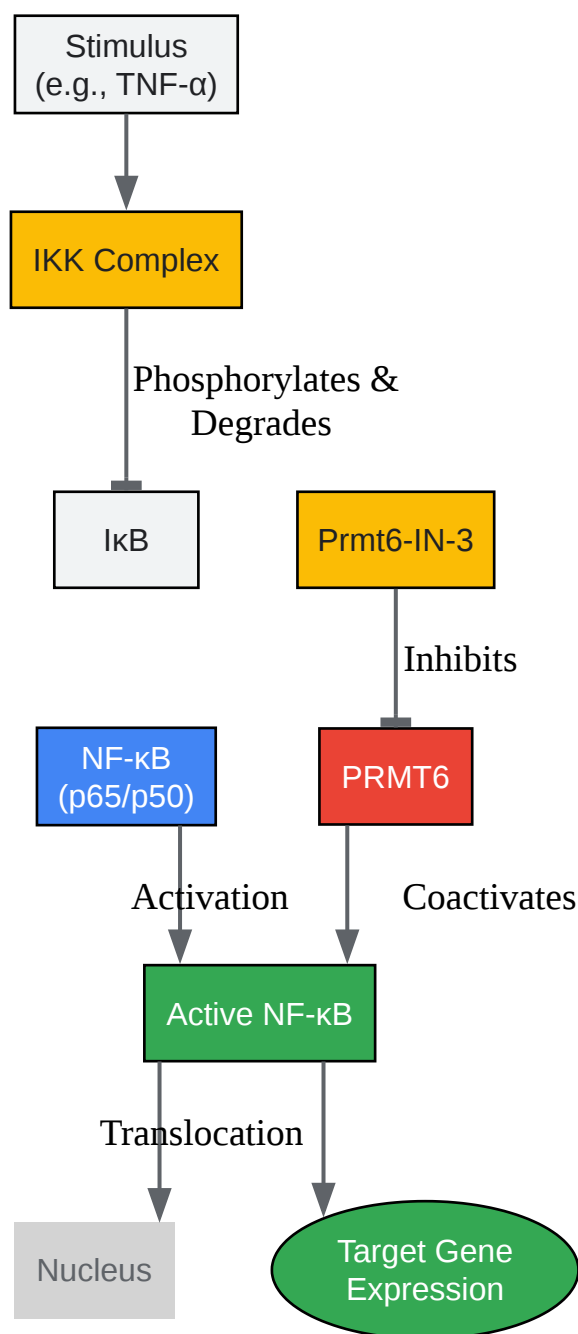 Stimulus
(e.g., TNF-α)
IKK Complex
Phosphorylates &
Degrades
IκB
Prmt6-IN-3
Inhibits
NF-κB
(p65/p50)
PRMT6
Activation
Coactivates
Active NF-κB
Translocation
Nucleus
Target Gene
Expression